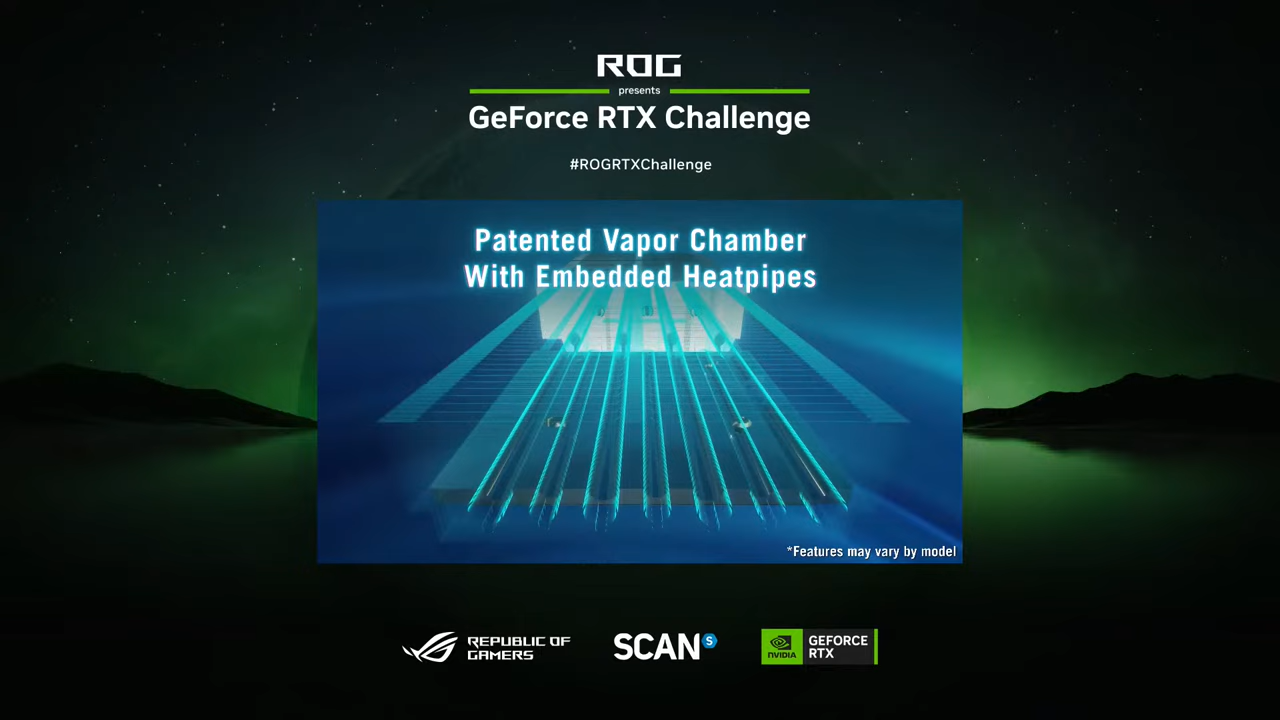 ROG
presents
GeForce RTX Challenge
#ROGRTXChallenge
Patented Vapor Chamber
With Embedded Heatpipes
*Features may vary by model
REPUBLIC OF
GAMERS
SCAN S
NVIDIA
GEFORCE
RTX